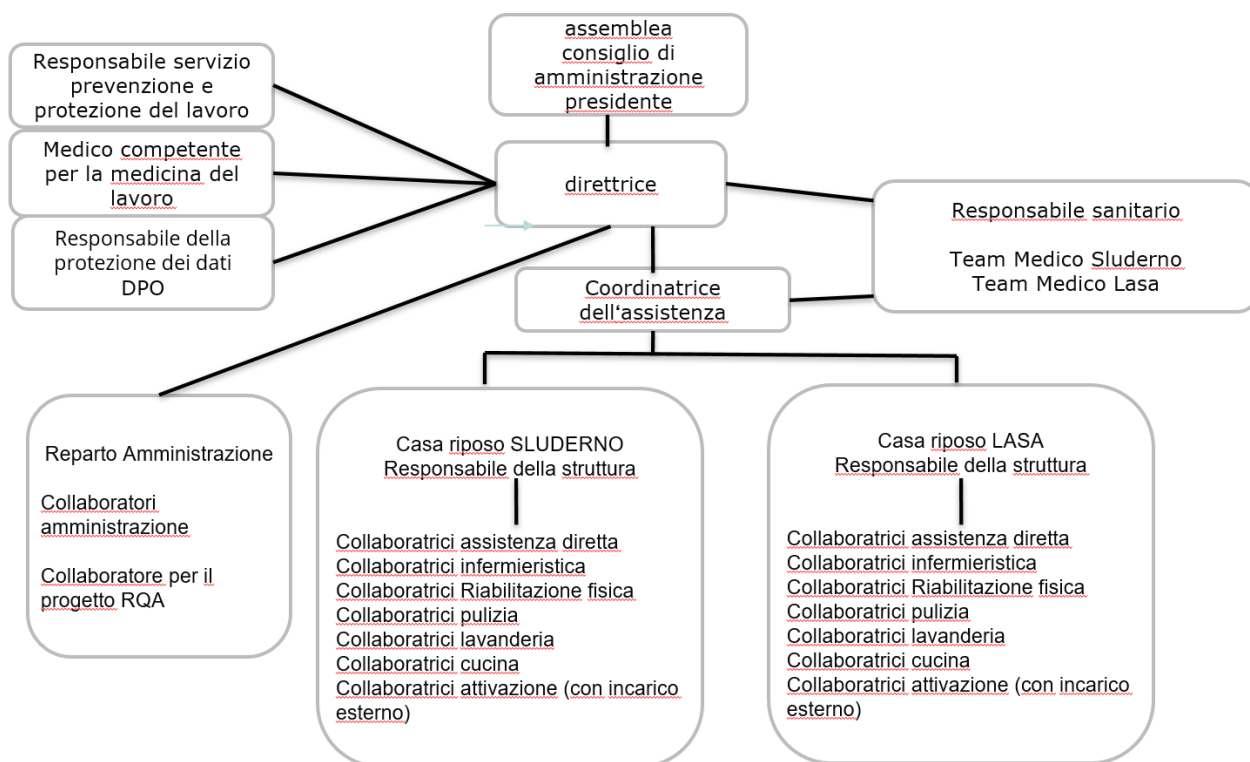 assemblea
consiglio di
amministrazione
presidente
Responsabile servizio
prevenzione e
protezione del lavoro
Medico competente
per la medicina del
lavoro
Responsabile della
protezione dei dati
DPO
direttrice
Responsabile sanitario
Team Medico Sluderno
Team Medico Lasa
Coordinatrice
dell‘assistenza
Reparto Amministrazione
Collaboratori
amministrazione
Collaboratore per il
progetto RQA
Casa riposo SLUDERNO
Responsabile della struttura
Collaboratrici assistenza diretta
Collaboratrici infermieristica
Collaboratrici Riabilitazione fisica
Collaboratrici pulizia
Collaboratrici lavanderia
Collaboratrici cucina
Collaboratrici attivazione (con incarico
esterno)
Casa riposo LASA
Responsabile della struttura
Collaboratrici assistenza diretta
Collaboratrici infermieristica
Collaboratrici Riabilitazione fisica
Collaboratrici pulizia
Collaboratrici lavanderia
Collaboratrici cucina
Collaboratrici attivazione (con incarico
esterno)